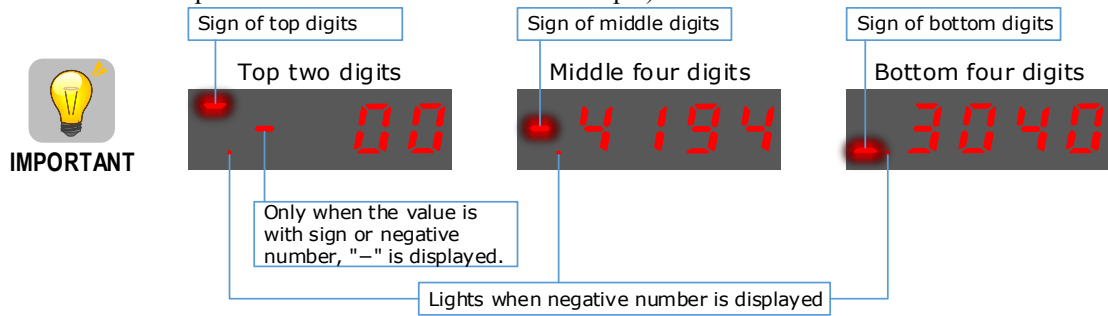 Sign of top digits
Sign of middle digits
Sign of bottom digits
Top two digits
Middle four digits
Bottom four digits
IMPORTANT
- 00
- 4194
- 3040
Only when the value is
with sign or negative
number, "−" is displayed.
Lights when negative number is displayed